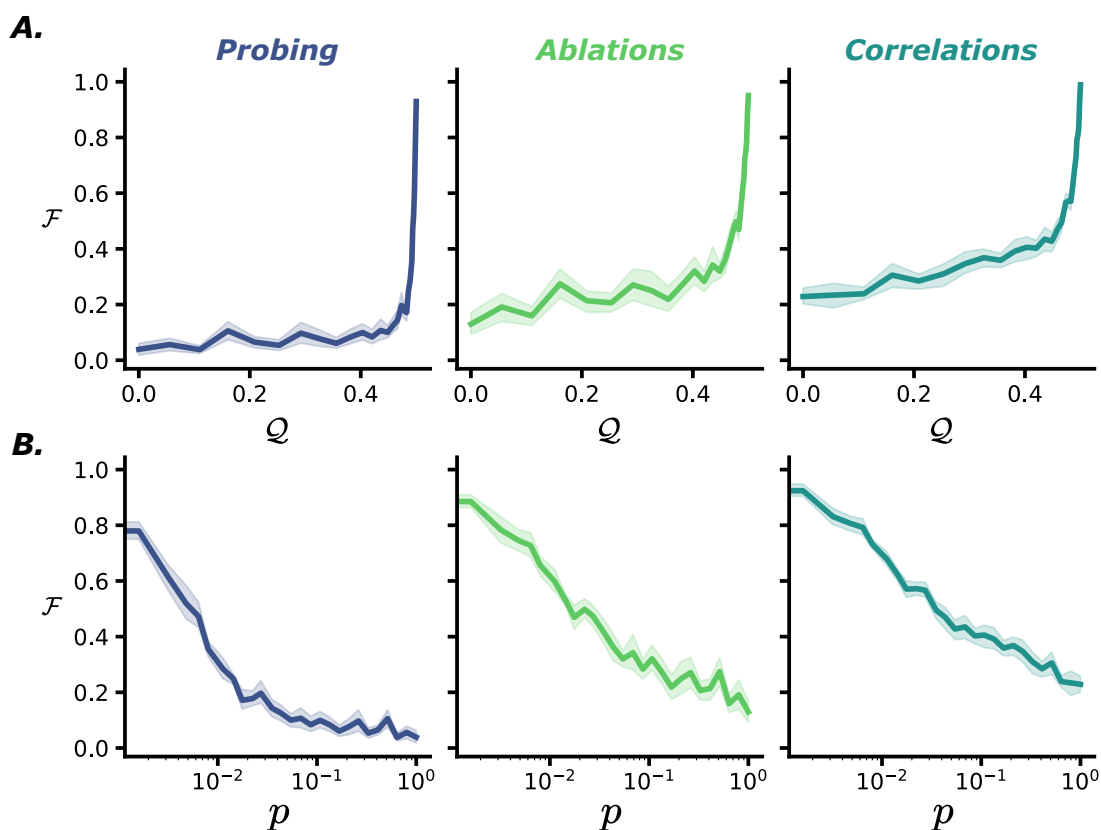 A.
Probing Ablations Correlations
1.0
0.8
0.6
0.4
0.2
0.0
ℱ
0.0 0.2 0.4 0.0 0.2 0.4 0.0 0.2 0.4
𝒬 𝒬 𝒬
B.
1.0
0.8
0.6
0.4
0.2
0.0
ℱ
10⁻² 10⁻¹ 10⁰ 10⁻² 10⁻¹ 10⁰ 10⁻² 10⁻¹ 10⁰
p p p